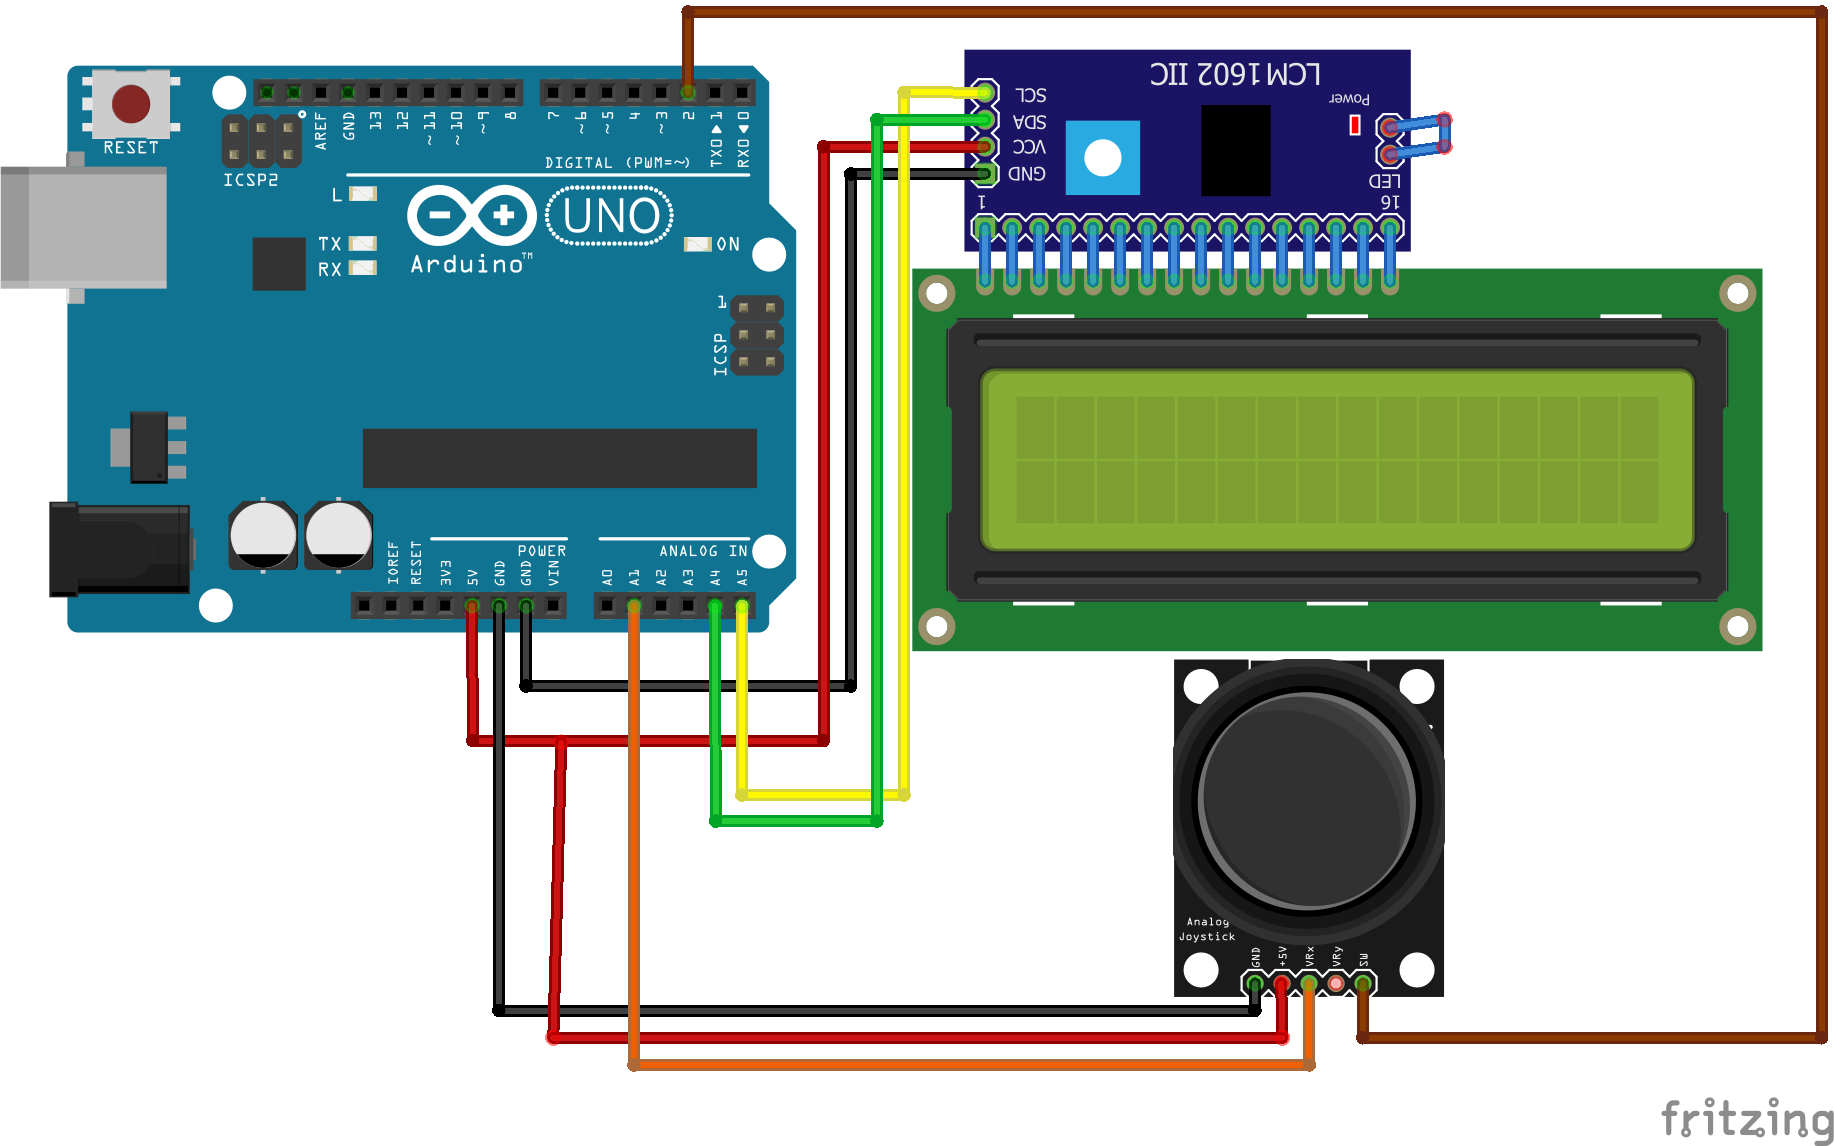 RESET
ICSP2
AREF
GND
13
12
~11
~10
~9
8
7
~6
~5
4
~3
2
TX0▶1
RX0◀0
DIGITAL (PWM=~)
L
TX
RX
UNO
ON
Arduino™
1
ICSP
POWER
ANALOG IN
IOREF
RESET
3V3
5V
GND
GND
VIN
A0
A1
A2
A3
A4
A5
LCM1602 IIC
Power
SCL
SDA
VCC
GND
LED
1
16
Analog
Joystick
GND
+5V
VRx
VRy
SW
fritzing